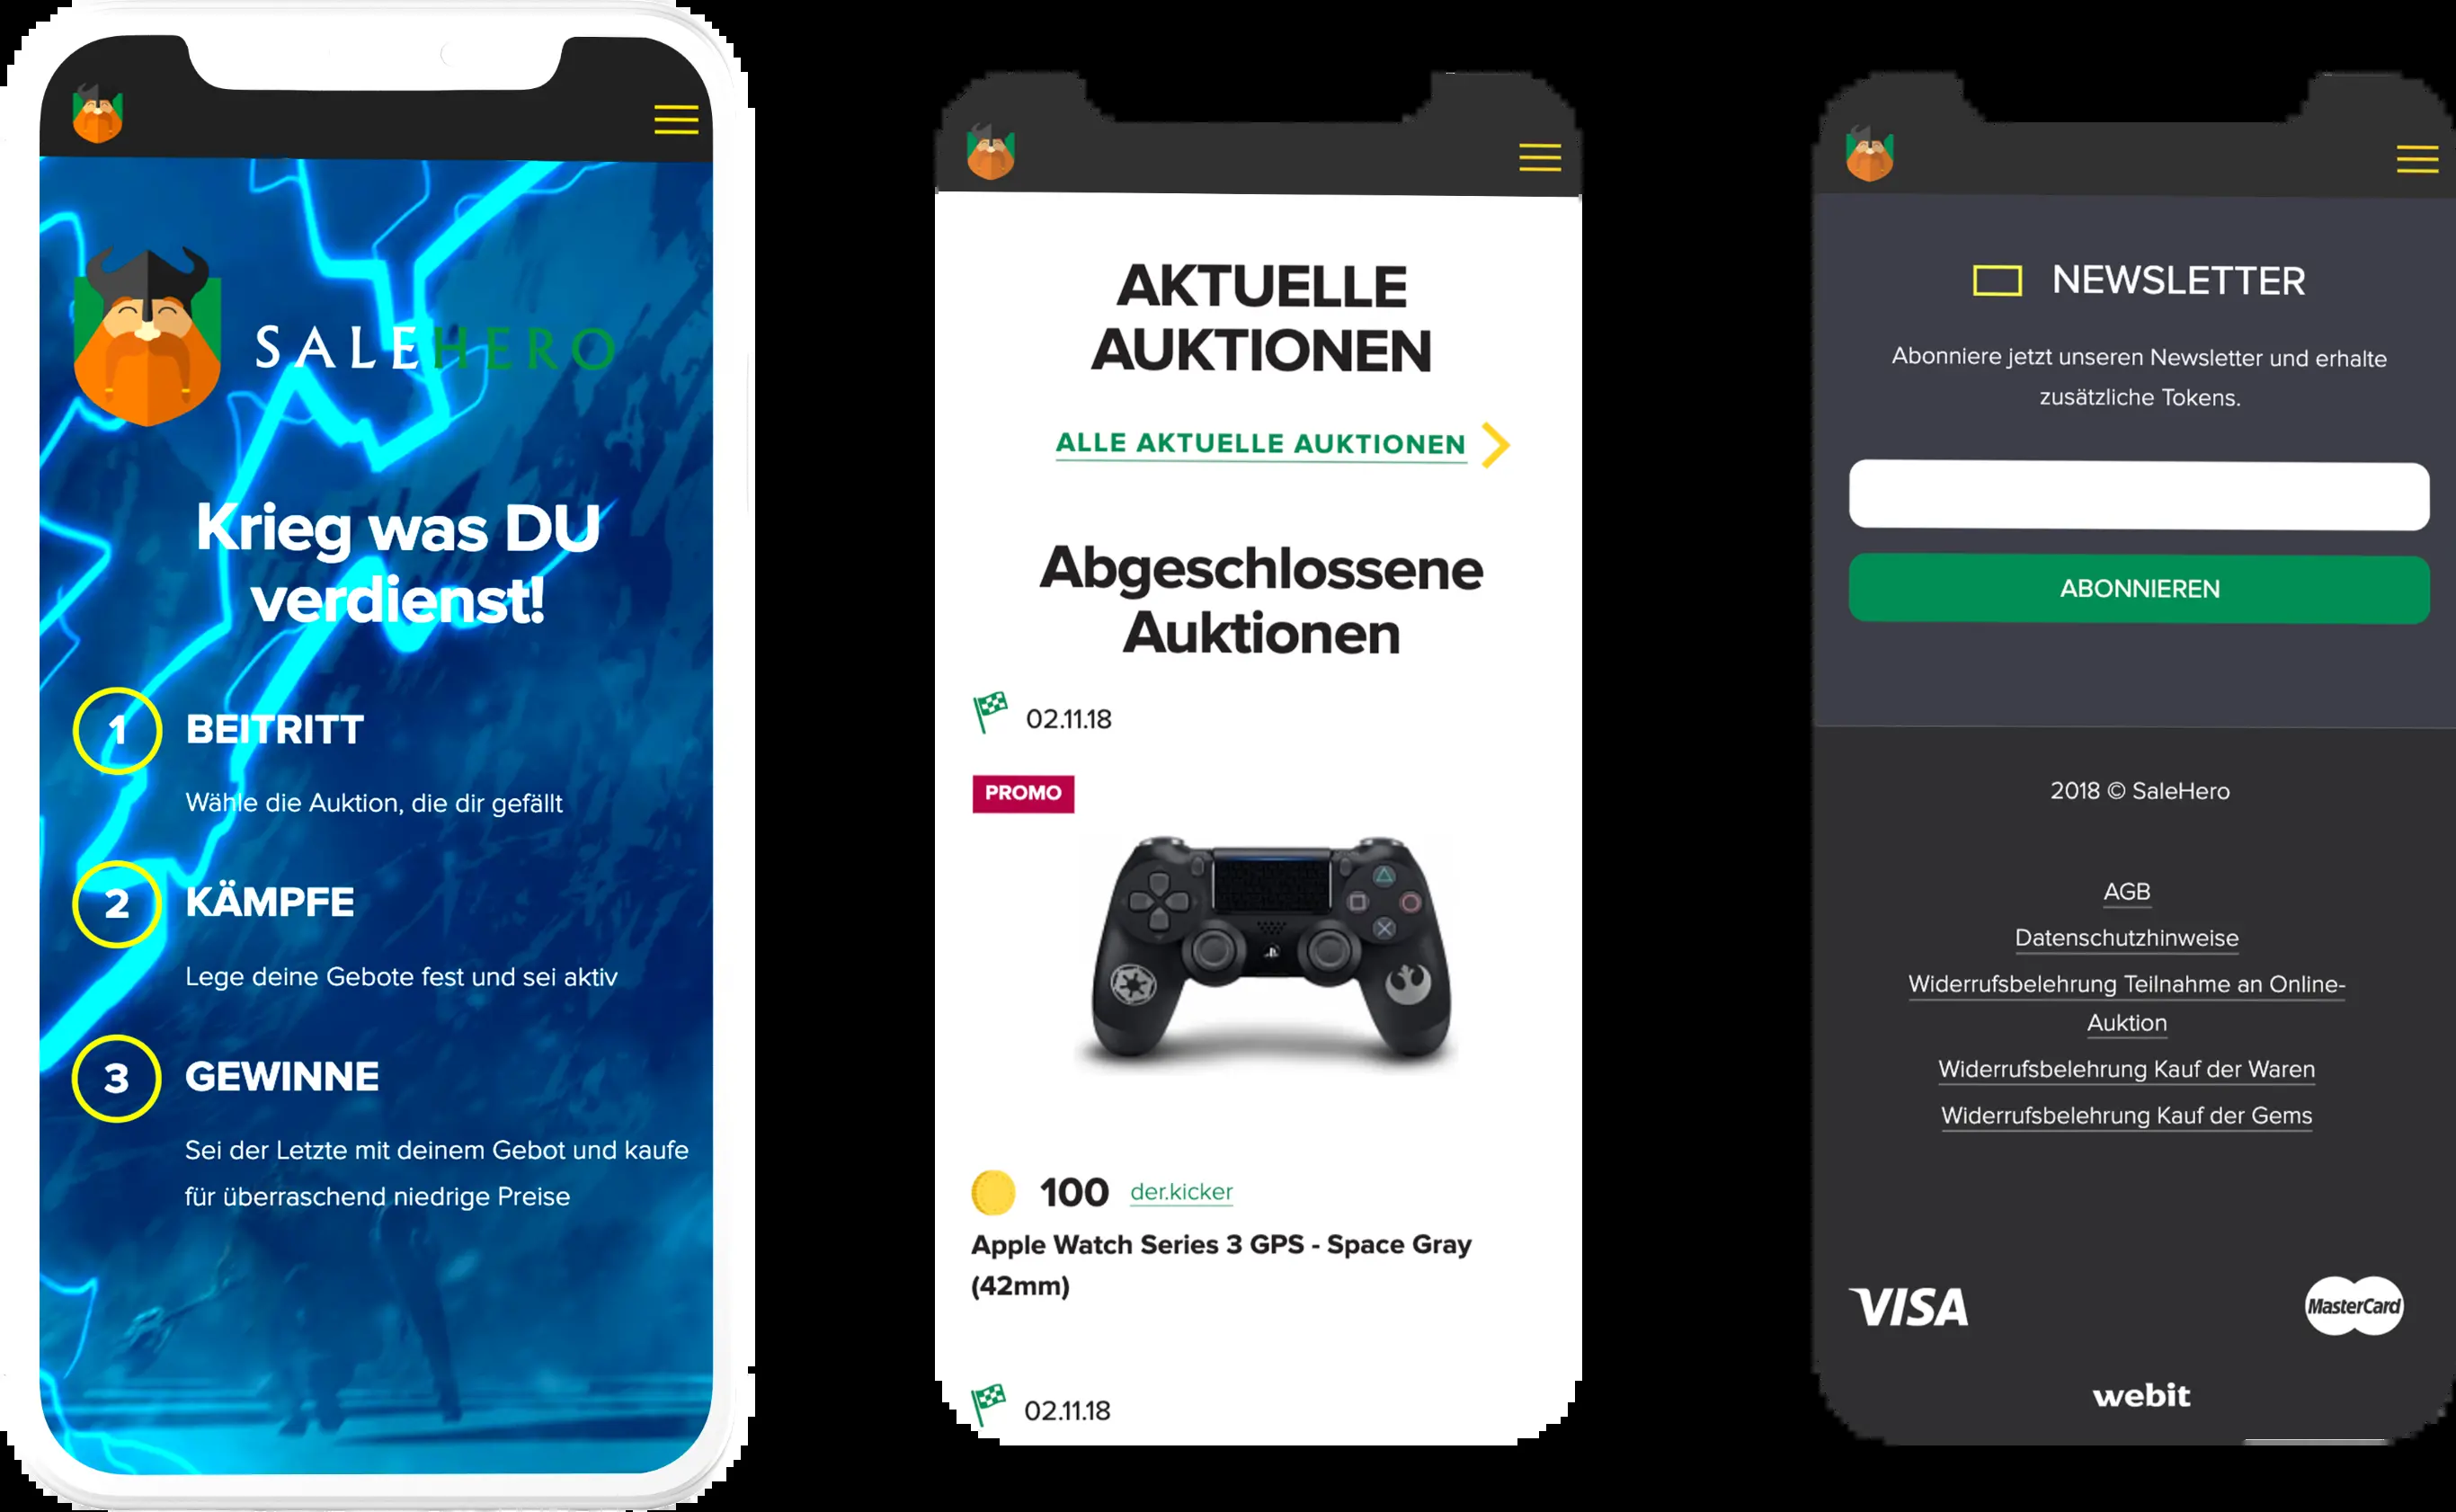 SALEHERO
Krieg was DU
verdienst!
1 BEITRITT
Wähle die Auktion, die dir gefällt
2 KÄMPFE
Lege deine Gebote fest und sei aktiv
3 GEWINNE
Sei der Letzte mit deinem Gebot und kaufe
für überraschend niedrige Preise
AKTUELLE
AUKTIONEN
ALLE AKTUELLE AUKTIONEN
Abgeschlossene
Auktionen
02.11.18
PROMO
100 der.kicker
Apple Watch Series 3 GPS - Space Gray
(42mm)
02.11.18
NEWSLETTER
Abonniere jetzt unseren Newsletter und erhalte
zusätzliche Tokens.
ABONNIEREN
2018 © SaleHero
AGB
Datenschutzhinweise
Widerrufsbelehrung Teilnahme an Online-
Auktion
Widerrufsbelehrung Kauf der Waren
Widerrufsbelehrung Kauf der Gems
VISA MasterCard
webit